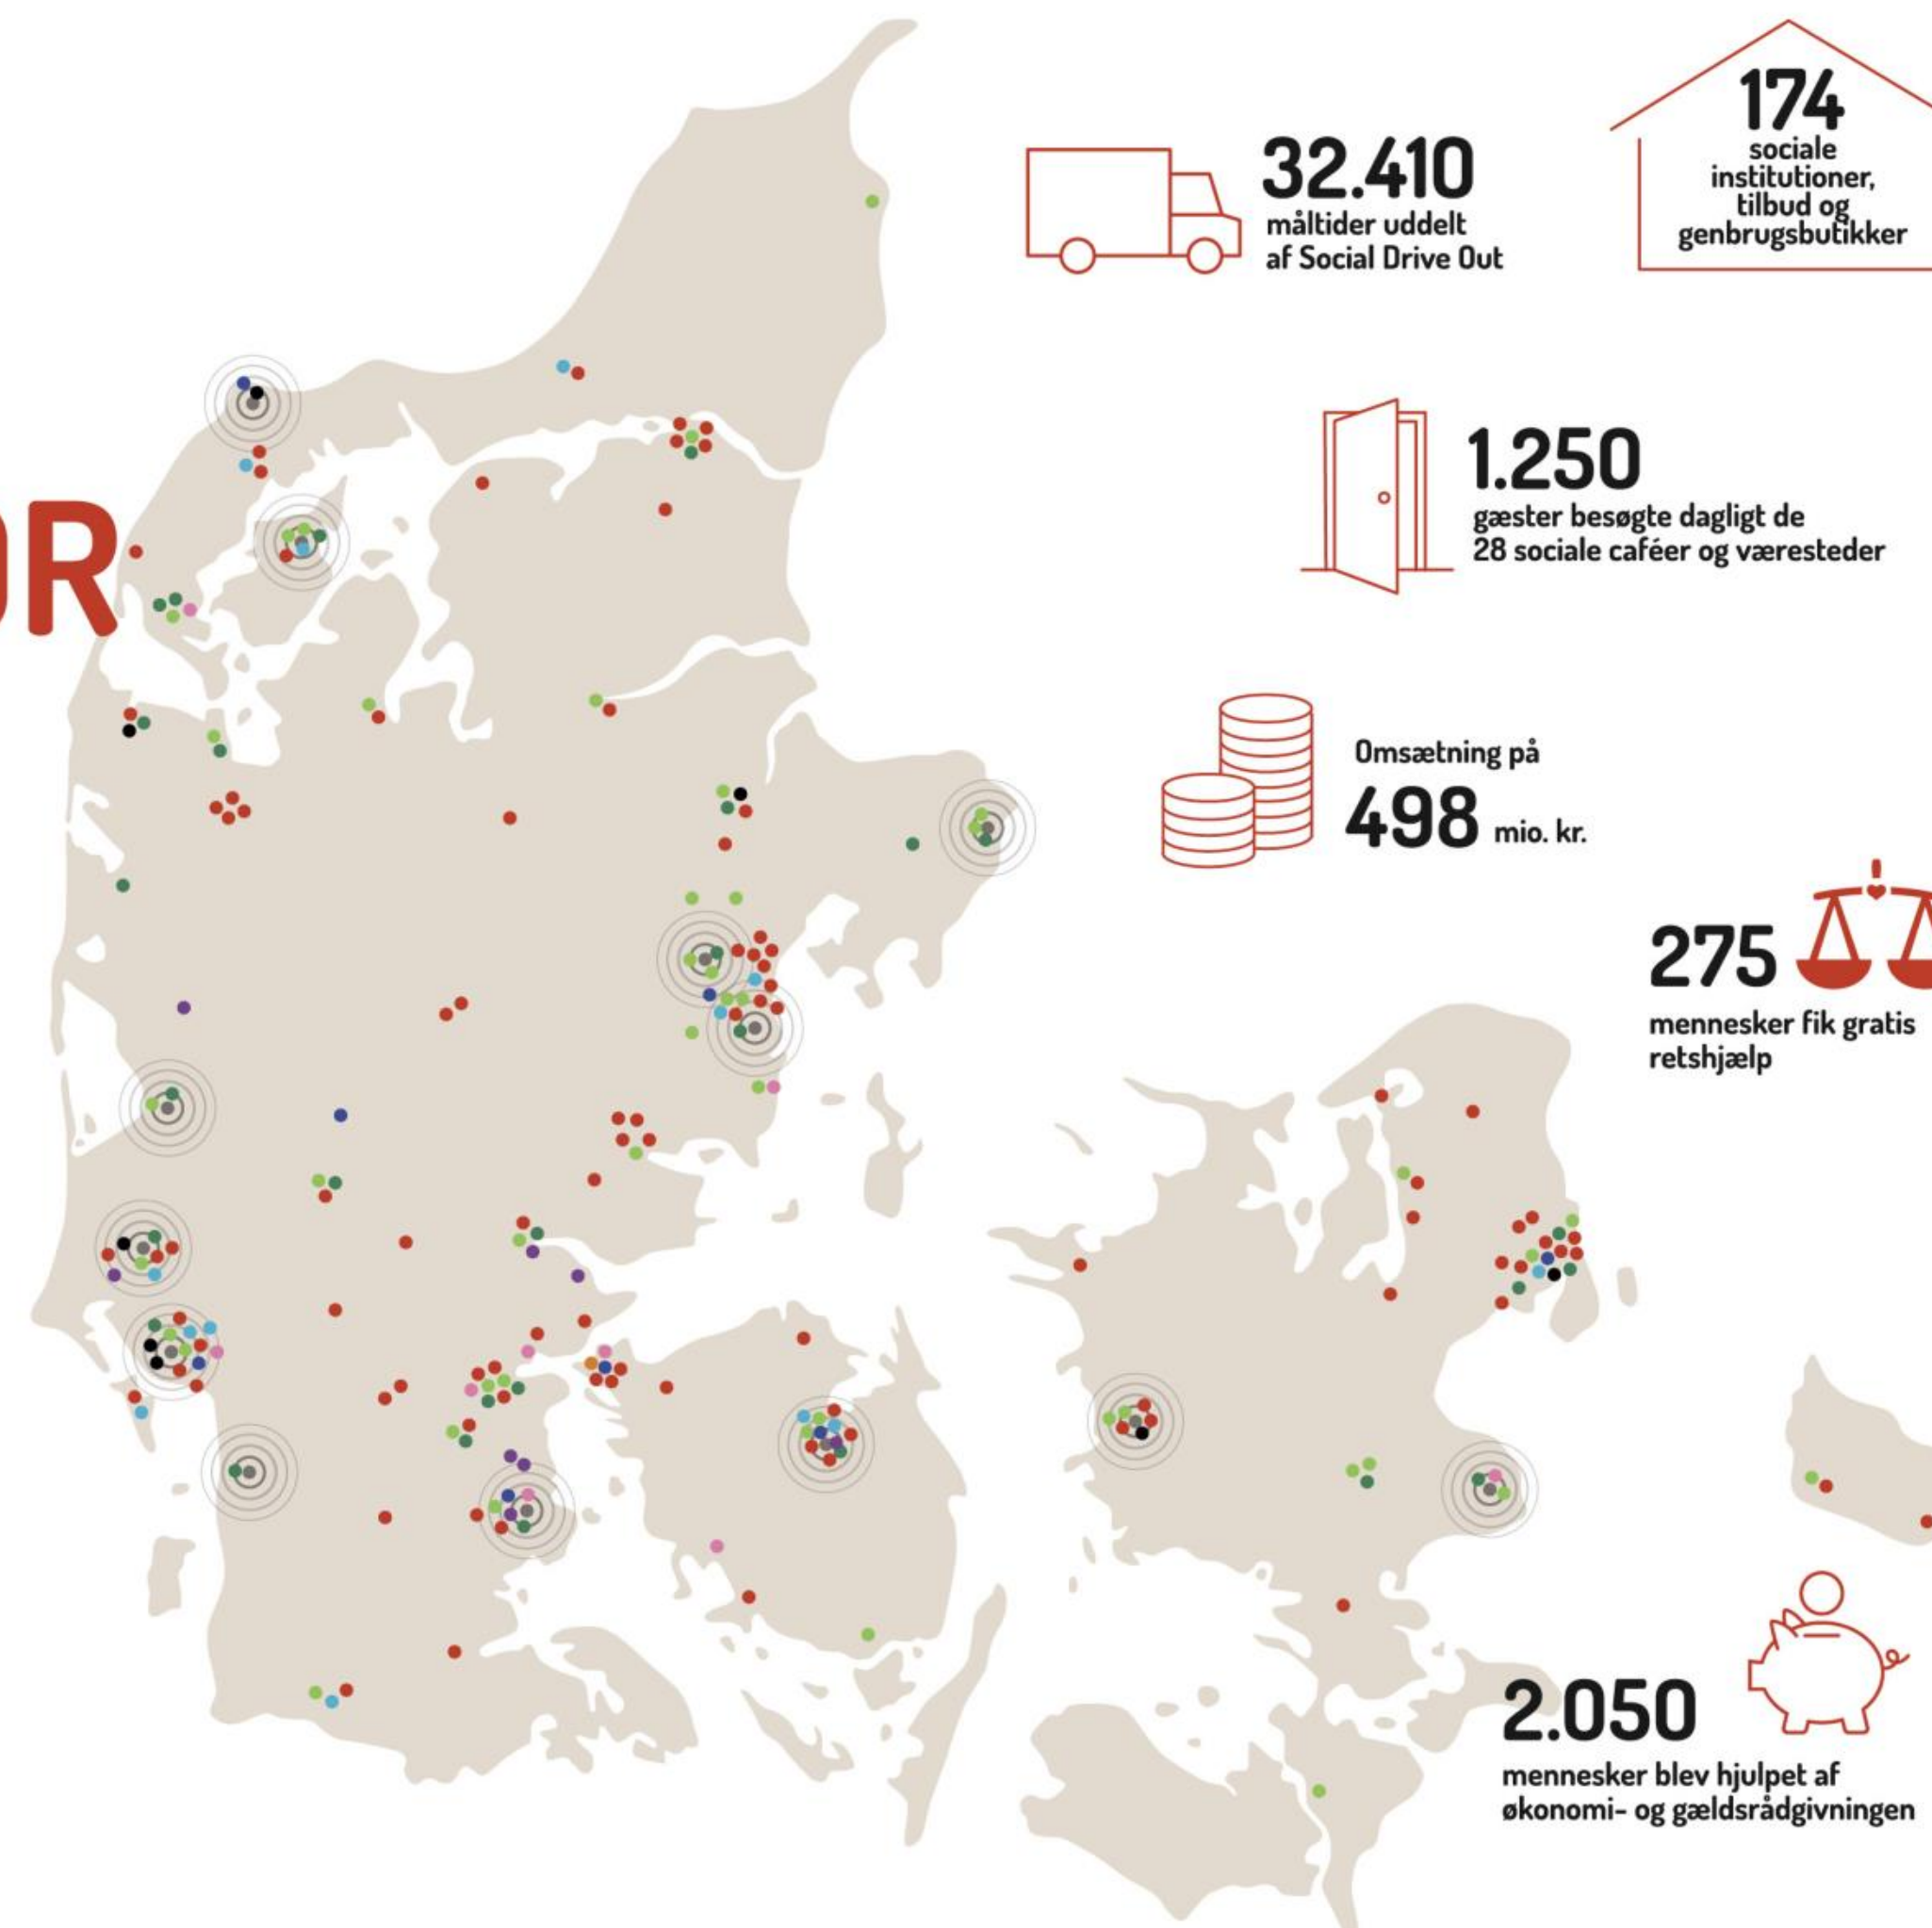 32.410
måltider uddelt
af Social Drive Out
174
sociale
institutioner,
tilbud og
genbrugsbutikker
1.250
gæster besøgte dagligt de
28 sociale caféer og væresteder
OR
Omsætning på
498 mio. kr.
275
mennesker fik gratis
retshjælp
2.050
mennesker blev hjulpet af
økonomi- og gældsrådgivningen